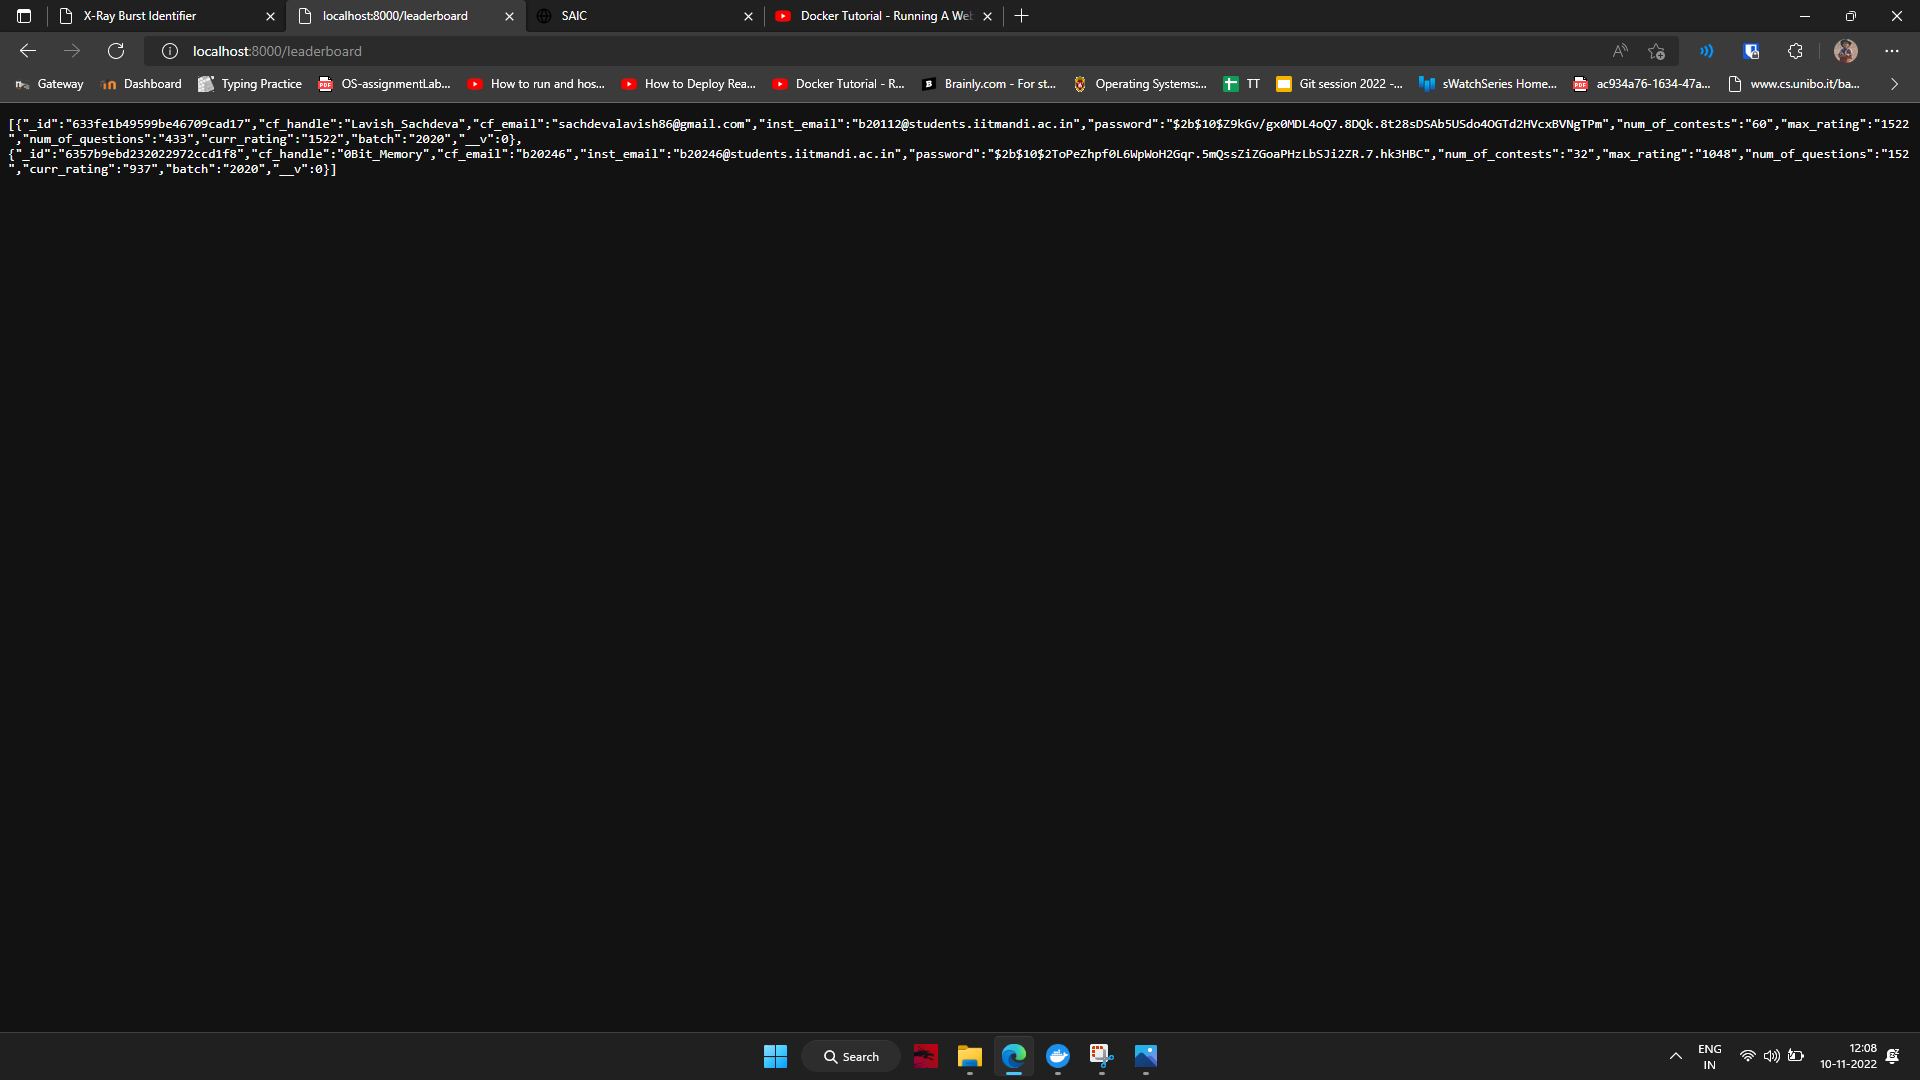 X-Ray Burst Identifier
localhost:8000/leaderboard
SAIC
Docker Tutorial - Running A Web
localhost:8000/leaderboard
Gateway
Dashboard
Typing Practice
OS-assignmentLab...
How to run and hos...
How to Deploy Rea...
Docker Tutorial - R...
Brainly.com - For st...
Operating Systems:...
TT
Git session 2022 -...
sWatchSeries Home...
ac934a76-1634-47a...
www.cs.unibo.it/ba...
[{"_id":"633fe1b49599be46709cad17","cf_handle":"Lavish_Sachdeva","cf_email":"sachdevalavish86@gmail.com","inst_email":"b20112@students.iitmandi.ac.in","password":"$2b$10$Z9kGv/gx0MDL4oQ7.8DQk.8t28sDSAb5USdo4OGTd2HVcxBVNgTPm","num_of_contests":"60","max_rating":"1522
","num_of_questions":"433","curr_rating":"1522","batch":"2020","__v":0},
{"_id":"6357b9ebd232022972ccd1f8","cf_handle":"0Bit_Memory","cf_email":"b20246","inst_email":"b20246@students.iitmandi.ac.in","password":"$2b$10$2ToPeZhpf0L6WpWoH2Gqr.5mQssZiZGoaPHzLbSJi2ZR.7.hk3HBC","num_of_contests":"32","max_rating":"1048","num_of_questions":"152
","curr_rating":"937","batch":"2020","__v":0}]
Search
ENG
IN
12:08
10-11-2022